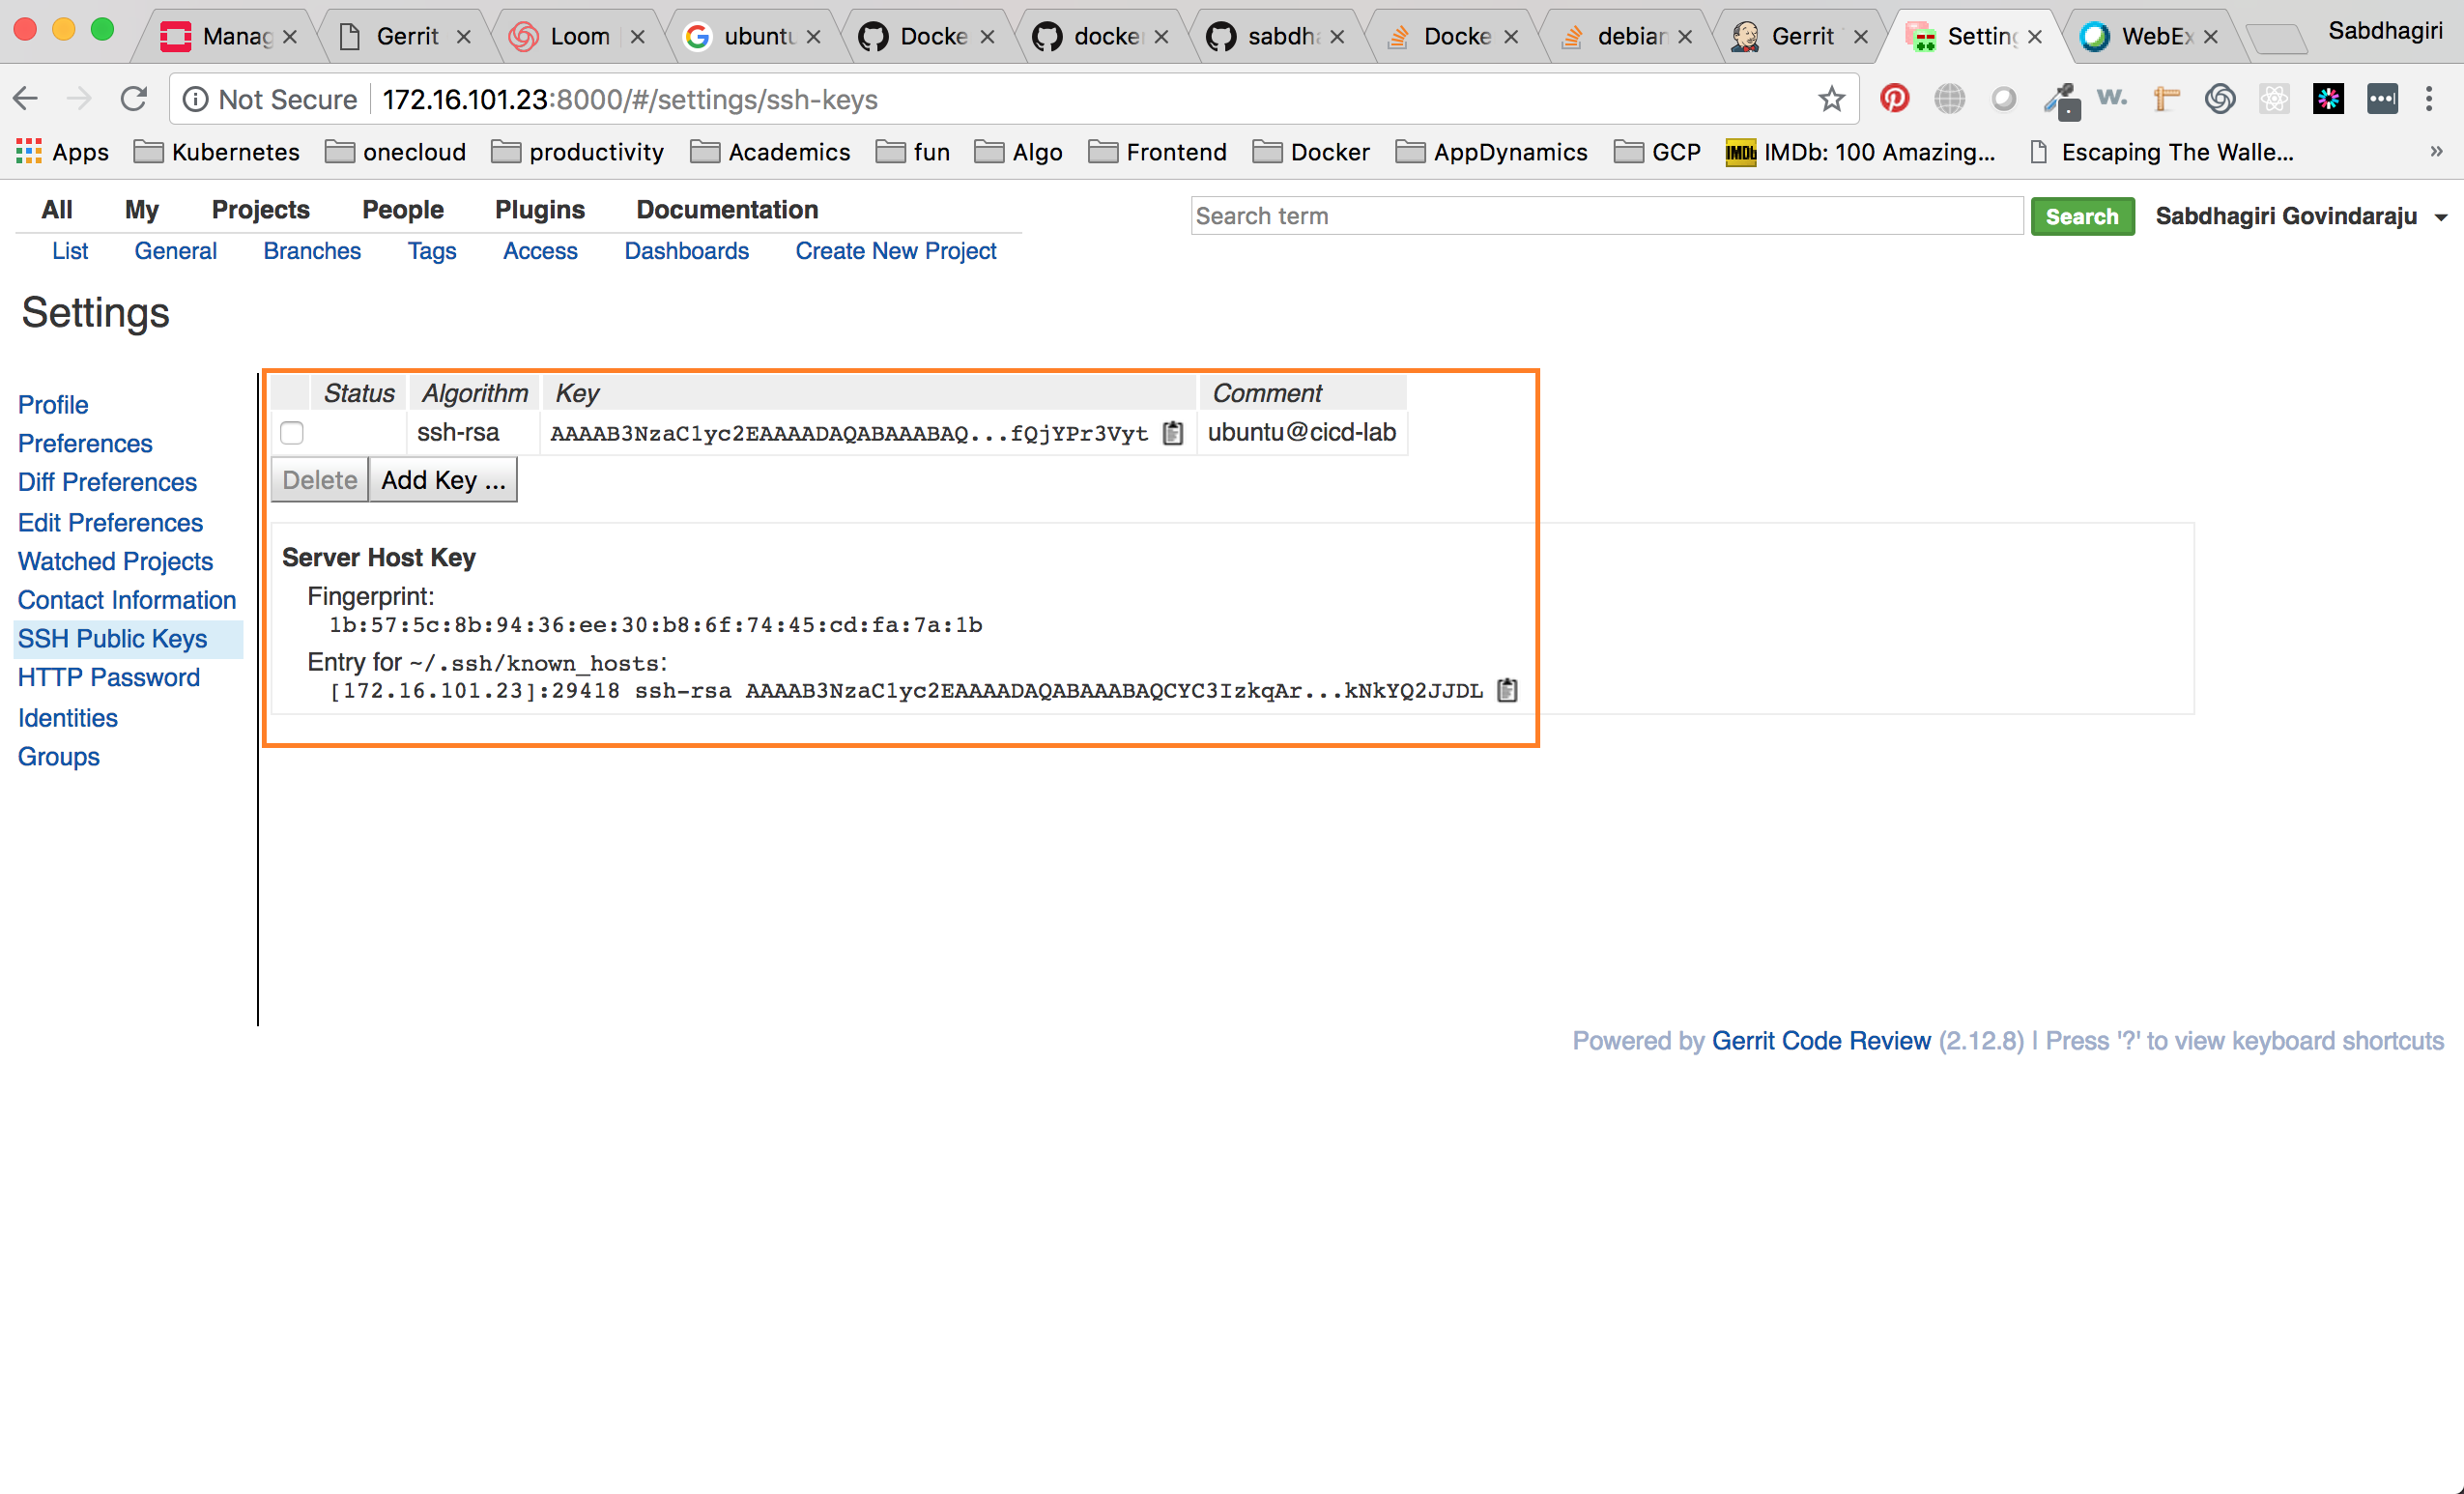 Manag
Gerrit
Loom
ubuntu
Docke
docker
sabdha
Docke
debian
Gerrit
Setting
WebEx
Sabdhagiri
Not Secure 172.16.101.23:8000/#/settings/ssh-keys
w.
Apps Kubernetes onecloud productivity Academics fun Algo Frontend Docker AppDynamics GCP IMDb IMDb: 100 Amazing... Escaping The Walle... »
All My Projects People Plugins Documentation
Search term Search Sabdhagiri Govindaraju
List General Branches Tags Access Dashboards Create New Project
Settings
Profile
Preferences
Diff Preferences
Edit Preferences
Watched Projects
Contact Information
SSH Public Keys
HTTP Password
Identities
Groups
Status Algorithm Key Comment
ssh-rsa AAAAB3NzaC1yc2EAAAADAQABAAABAQ...fQjYPr3Vyt ubuntu@cicd-lab
Delete Add Key ...
Server Host Key
Fingerprint:
1b:57:5c:8b:94:36:ee:30:b8:6f:74:45:cd:fa:7a:1b
Entry for ~/.ssh/known_hosts:
[172.16.101.23]:29418 ssh-rsa AAAAB3NzaC1yc2EAAAADAQABAAABAQCYC3IzkqAr...kNkYQ2JJDL
Powered by Gerrit Code Review (2.12.8) | Press '?' to view keyboard shortcuts